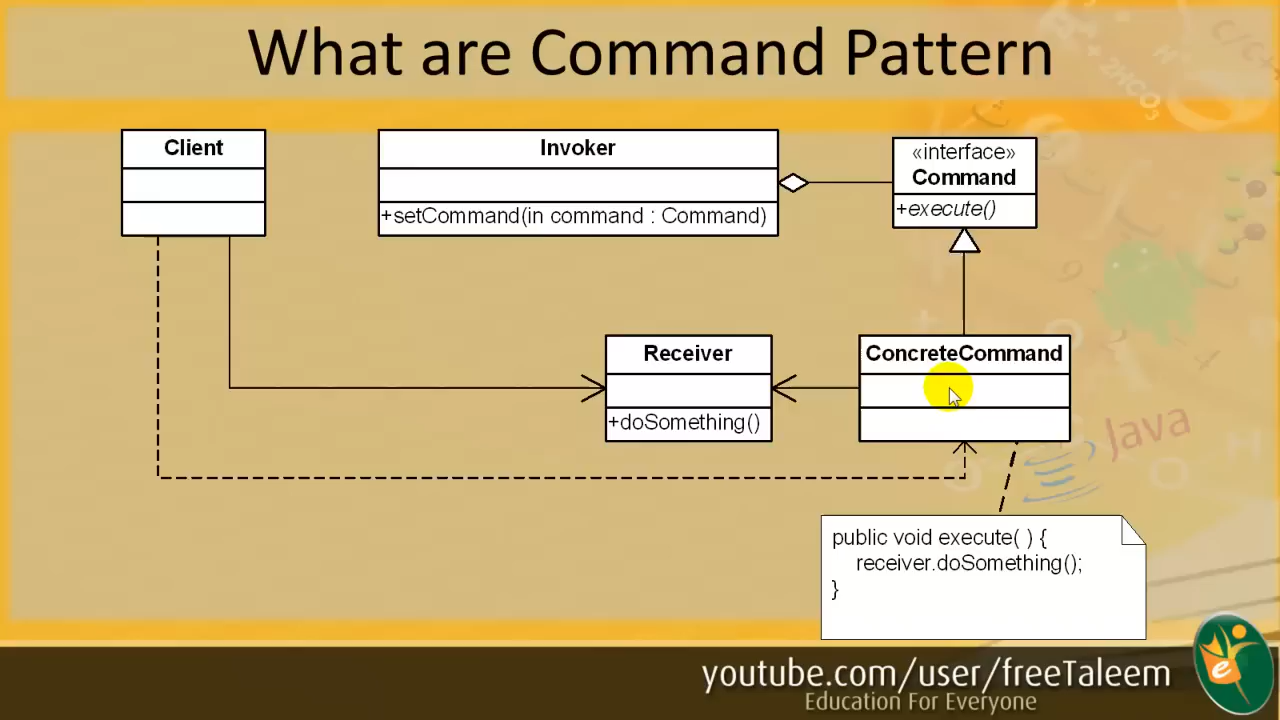 What are Command Pattern
Client
Invoker
+setCommand(in command : Command)
«interface»
Command
+execute()
Receiver
+doSomething()
ConcreteCommand
Java
public void execute( ) {
receiver.doSomething();
}
youtube.com/user/freeTaleem
Education For Everyone
e